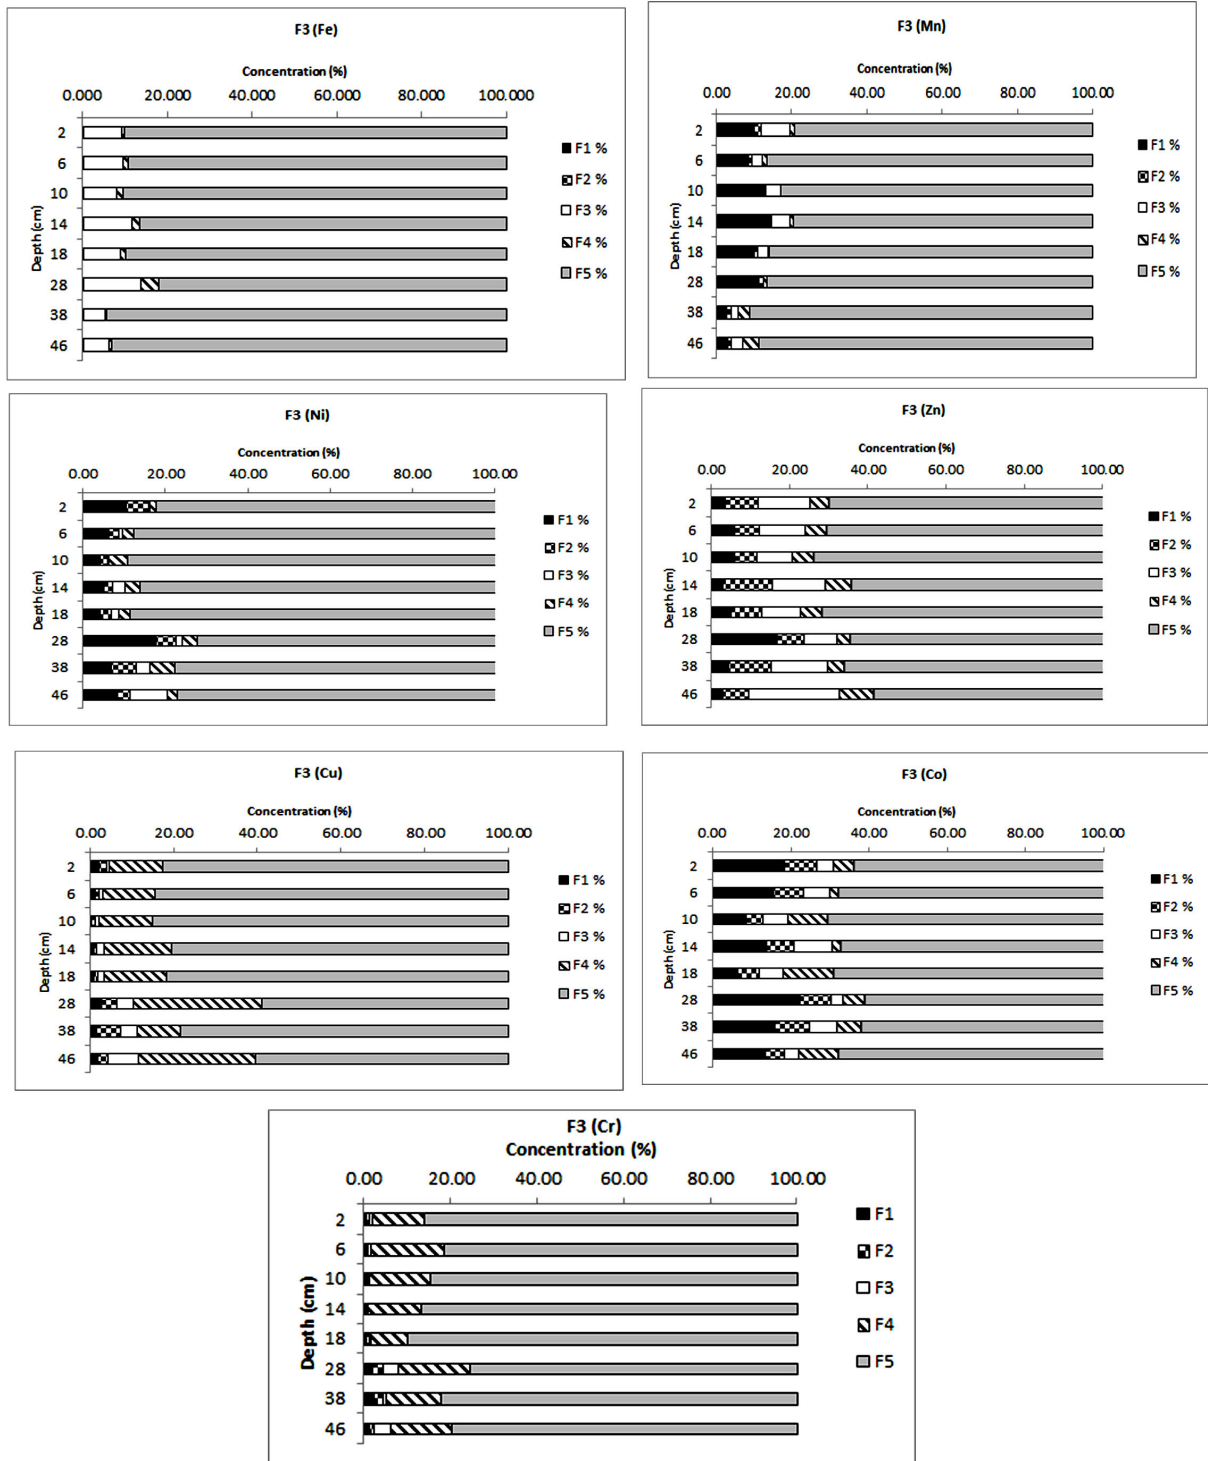 F3 (Fe)
Concentration (%)
0.000 20.000 40.000 60.000 80.000 100.000
Depth (cm)
2
6
10
14
18
28
38
46
F1 %
F2 %
F3 %
F4 %
F5 %
F3 (Mn)
Concentration (%)
0.00 20.00 40.00 60.00 80.00 100.00
Depth (cm)
2
6
10
14
18
28
38
46
F1 %
F2 %
F3 %
F4 %
F5 %
F3 (Ni)
Concentration (%)
0.00 20.00 40.00 60.00 80.00 100.00
Depth (cm)
2
6
10
14
18
28
38
46
F1 %
F2 %
F3 %
F4 %
F5 %
F3 (Zn)
Concentration (%)
0.00 20.00 40.00 60.00 80.00 100.00
Depth (cm)
2
6
10
14
18
28
38
46
F1 %
F2 %
F3 %
F4 %
F5 %
F3 (Cu)
Concentration (%)
0.00 20.00 40.00 60.00 80.00 100.00
Depth (cm)
2
6
10
14
18
28
38
46
F1 %
F2 %
F3 %
F4 %
F5 %
F3 (Co)
Concentration (%)
0.00 20.00 40.00 60.00 80.00 100.00
Depth (cm)
2
6
10
14
18
28
38
46
F1 %
F2 %
F3 %
F4 %
F5 %
F3 (Cr)
Concentration (%)
0.00 20.00 40.00 60.00 80.00 100.00
Depth (cm)
2
6
10
14
18
28
38
46
F1
F2
F3
F4
F5